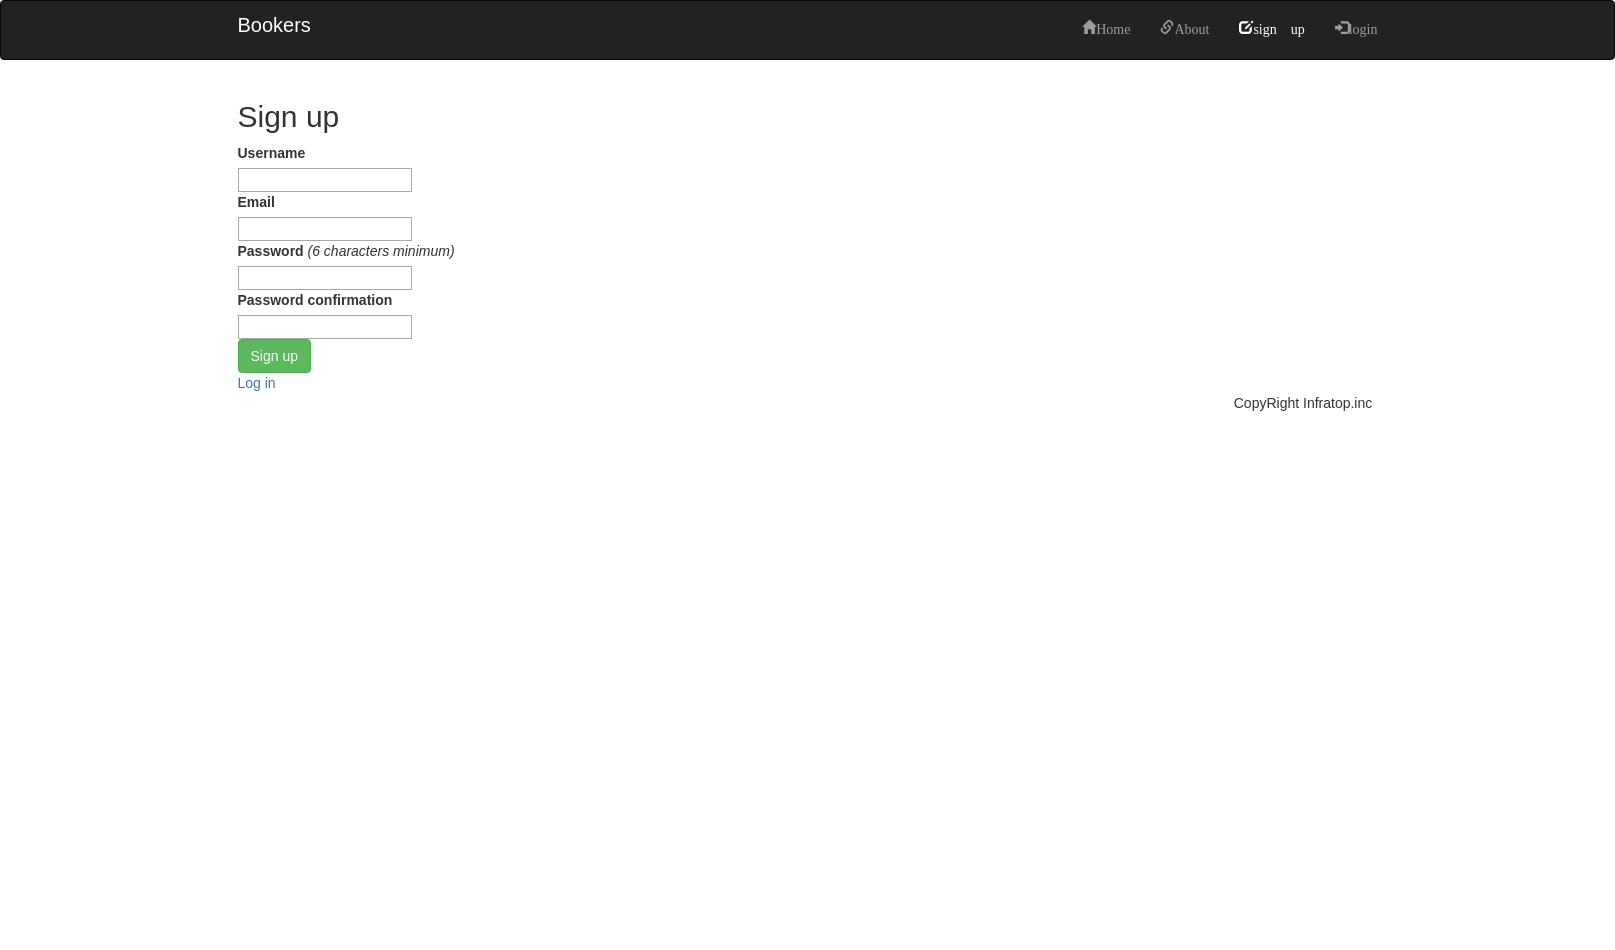 Bookers
Home About sign up login
Sign up
Username
Email
Password (6 characters minimum)
Password confirmation
Sign up
Log in
CopyRight Infratop.inc